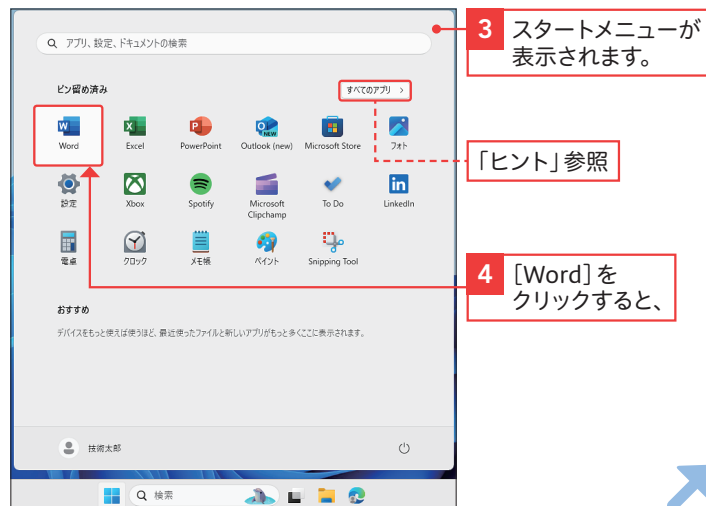 アプリ、設定、ドキュメントの検索
3 スタートメニューが
表示されます。
ピン留め済み
すべてのアプリ >
W
Word
X
Excel
P
PowerPoint
O
NEW
Outlook (new)
Microsoft Store
フォト
「ヒント」参照
設定
Xbox
Spotify
Microsoft
Clipchamp
To Do
in
LinkedIn
電卓
クロック
メモ帳
ペイント
Snipping Tool
4 [Word]を
クリックすると、
おすすめ
デバイスをもっと使えば使うほど、最近使ったファイルと新しいアプリがもっと多くここに表示されます。
技術太郎
検索